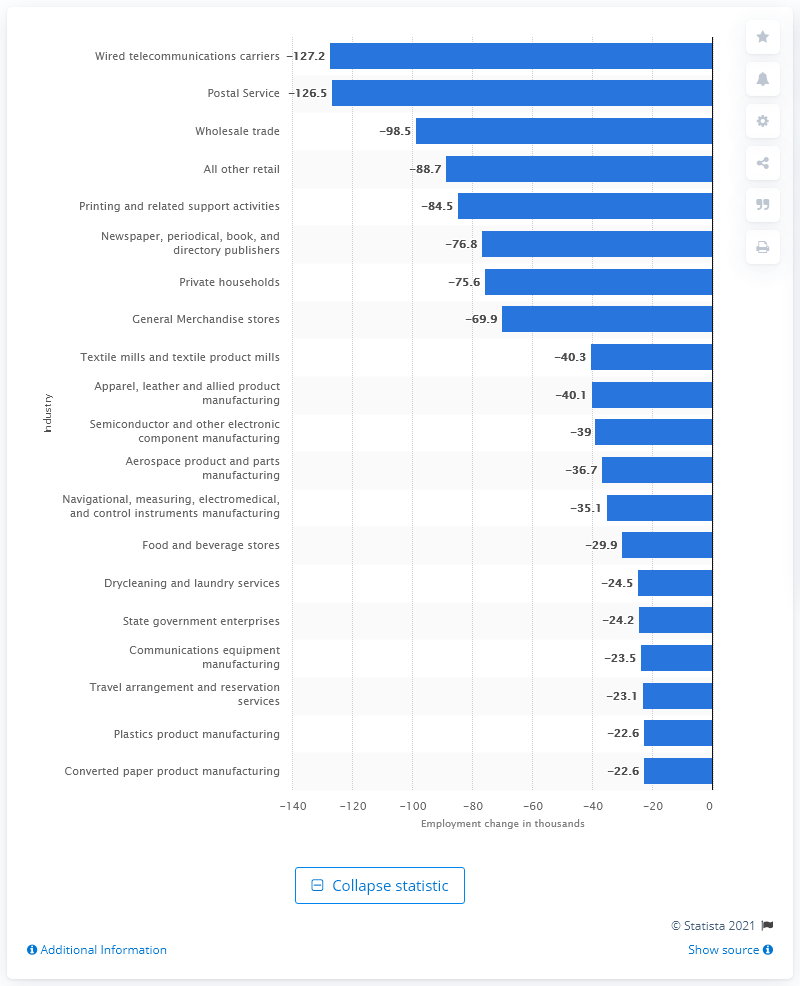 Wired telecommunications carriers −127.2
Postal Service −126.5
Wholesale trade −98.5
All other retail −88.7
Printing and related support activities −84.5
Newspaper, periodical, book, and
directory publishers −76.8
Private households −75.6
General Merchandise stores −69.9
Textile mills and textile product mills −40.3
Apparel, leather and allied product
manufacturing −40.1
Semiconductor and other electronic
component manufacturing −39
Aerospace product and parts
manufacturing −36.7
Navigational, measuring, electromedical,
and control instruments manufacturing −35.1
Food and beverage stores −29.9
Drycleaning and laundry services −24.5
State government enterprises −24.2
Communications equipment
manufacturing −23.5
Travel arrangement and reservation
services −23.1
Plastics product manufacturing −22.6
Converted paper product manufacturing −22.6
Industry
−140 −120 −100 −80 −60 −40 −20 0
Employment change in thousands
Collapse statistic
© Statista 2021
Additional Information
Show source